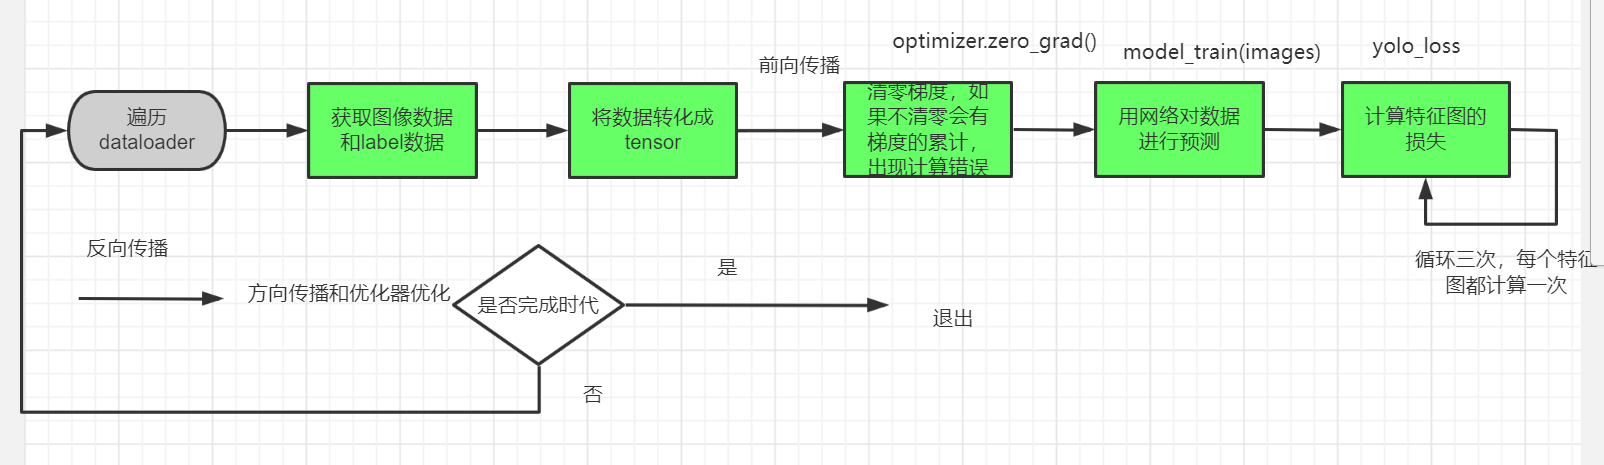 optimizer.zero_grad()
model_train(images)
yolo_loss
前向传播
遍历
dataloader
获取图像数据
和label数据
将数据转化成
tensor
清零梯度，如
果不清零会有
梯度的累计，
出现计算错误
用网络对数据
进行预测
计算特征图的
损失
循环三次，每个特征
图都计算一次
反向传播
方向传播和优化器优化
是否完成时代
是
退出
否